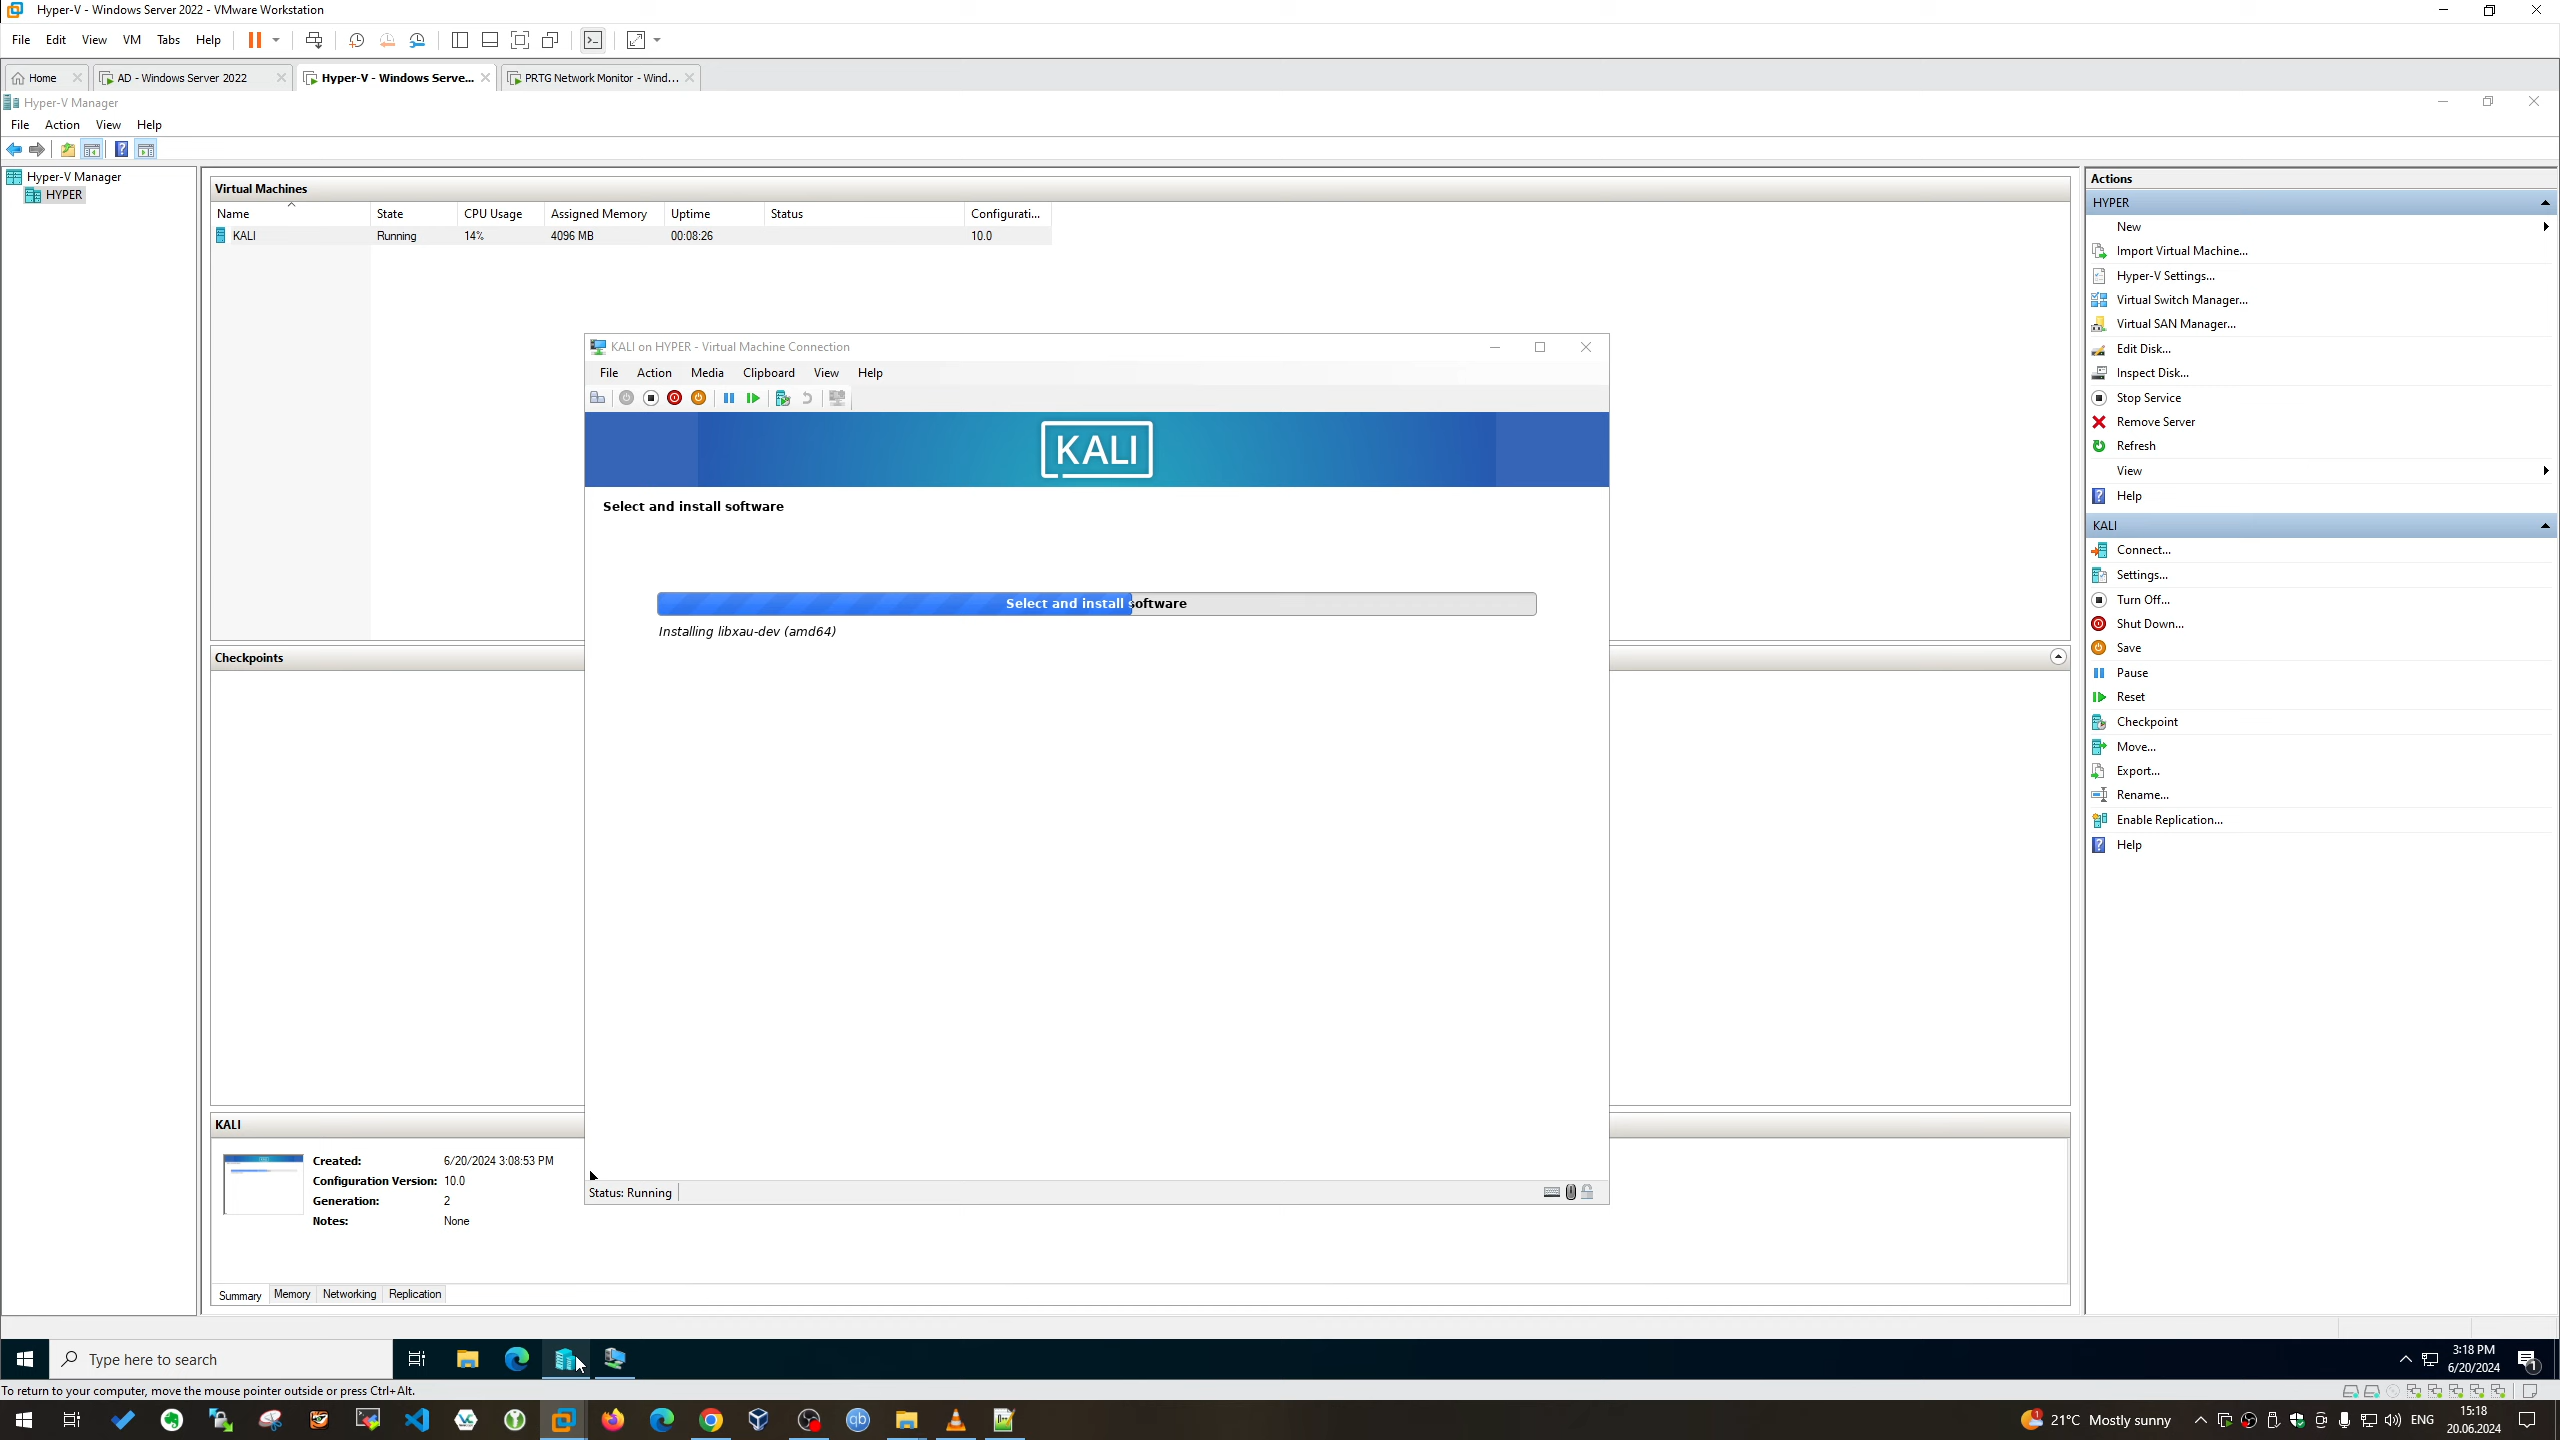 Hyper-V - Windows Server 2022 - VMware Workstation
File Edit View VM Tabs Help
Home AD - Windows Server 2022 Hyper-V - Windows Serve... PRTG Network Monitor - Wind...
Hyper-V Manager
File Action View Help
Hyper-V Manager
HYPER
Virtual Machines
Name State CPU Usage Assigned Memory Uptime Status Configurati...
KALI Running 14% 4096 MB 00:08:26 10.0
KALI on HYPER - Virtual Machine Connection
File Action Media Clipboard View Help
KALI
Select and install software
Select and install software
Installing libxau-dev (amd64)
Status: Running
Checkpoints
KALI
Created: 6/20/2024 3:08:53 PM
Configuration Version: 10.0
Generation: 2
Notes: None
Summary Memory Networking Replication
Actions
HYPER
New
Import Virtual Machine...
Hyper-V Settings...
Virtual Switch Manager...
Virtual SAN Manager...
Edit Disk...
Inspect Disk...
Stop Service
Remove Server
Refresh
View
Help
KALI
Connect...
Settings...
Turn Off...
Shut Down...
Save
Pause
Reset
Checkpoint
Move...
Export...
Rename...
Enable Replication...
Help
Type here to search
3:18 PM
6/20/2024
1
To return to your computer, move the mouse pointer outside or press Ctrl+Alt.
qb
1
21°C Mostly sunny
ENG
15:18
20.06.2024